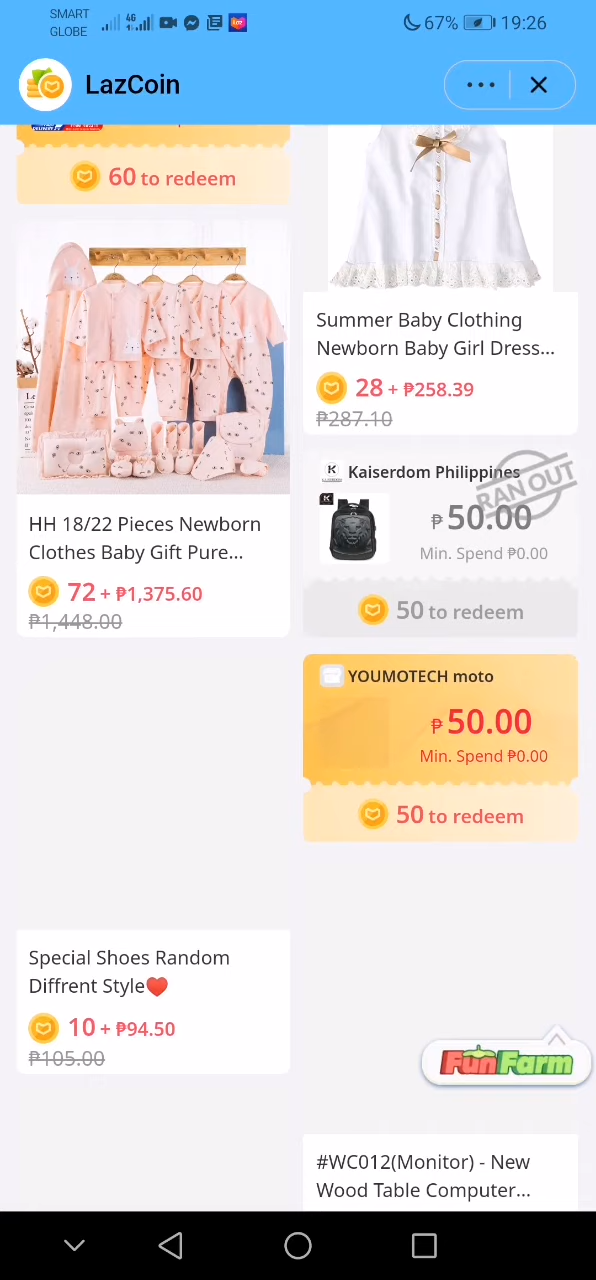 SMART
GLOBE
4G
67%
19:26
LazCoin
60 to redeem
HH 18/22 Pieces Newborn
Clothes Baby Gift Pure...
72 + ₱1,375.60
₱1,448.00
Special Shoes Random
Diffrent Style❤️
10 + ₱94.50
₱105.00
Summer Baby Clothing
Newborn Baby Girl Dress...
28 + ₱258.39
₱287.10
Kaiserdom Philippines
RAN OUT
₱ 50.00
Min. Spend ₱0.00
50 to redeem
YOUMOTECH moto
₱ 50.00
Min. Spend ₱0.00
50 to redeem
FunFarm
#WC012(Monitor) - New
Wood Table Computer...